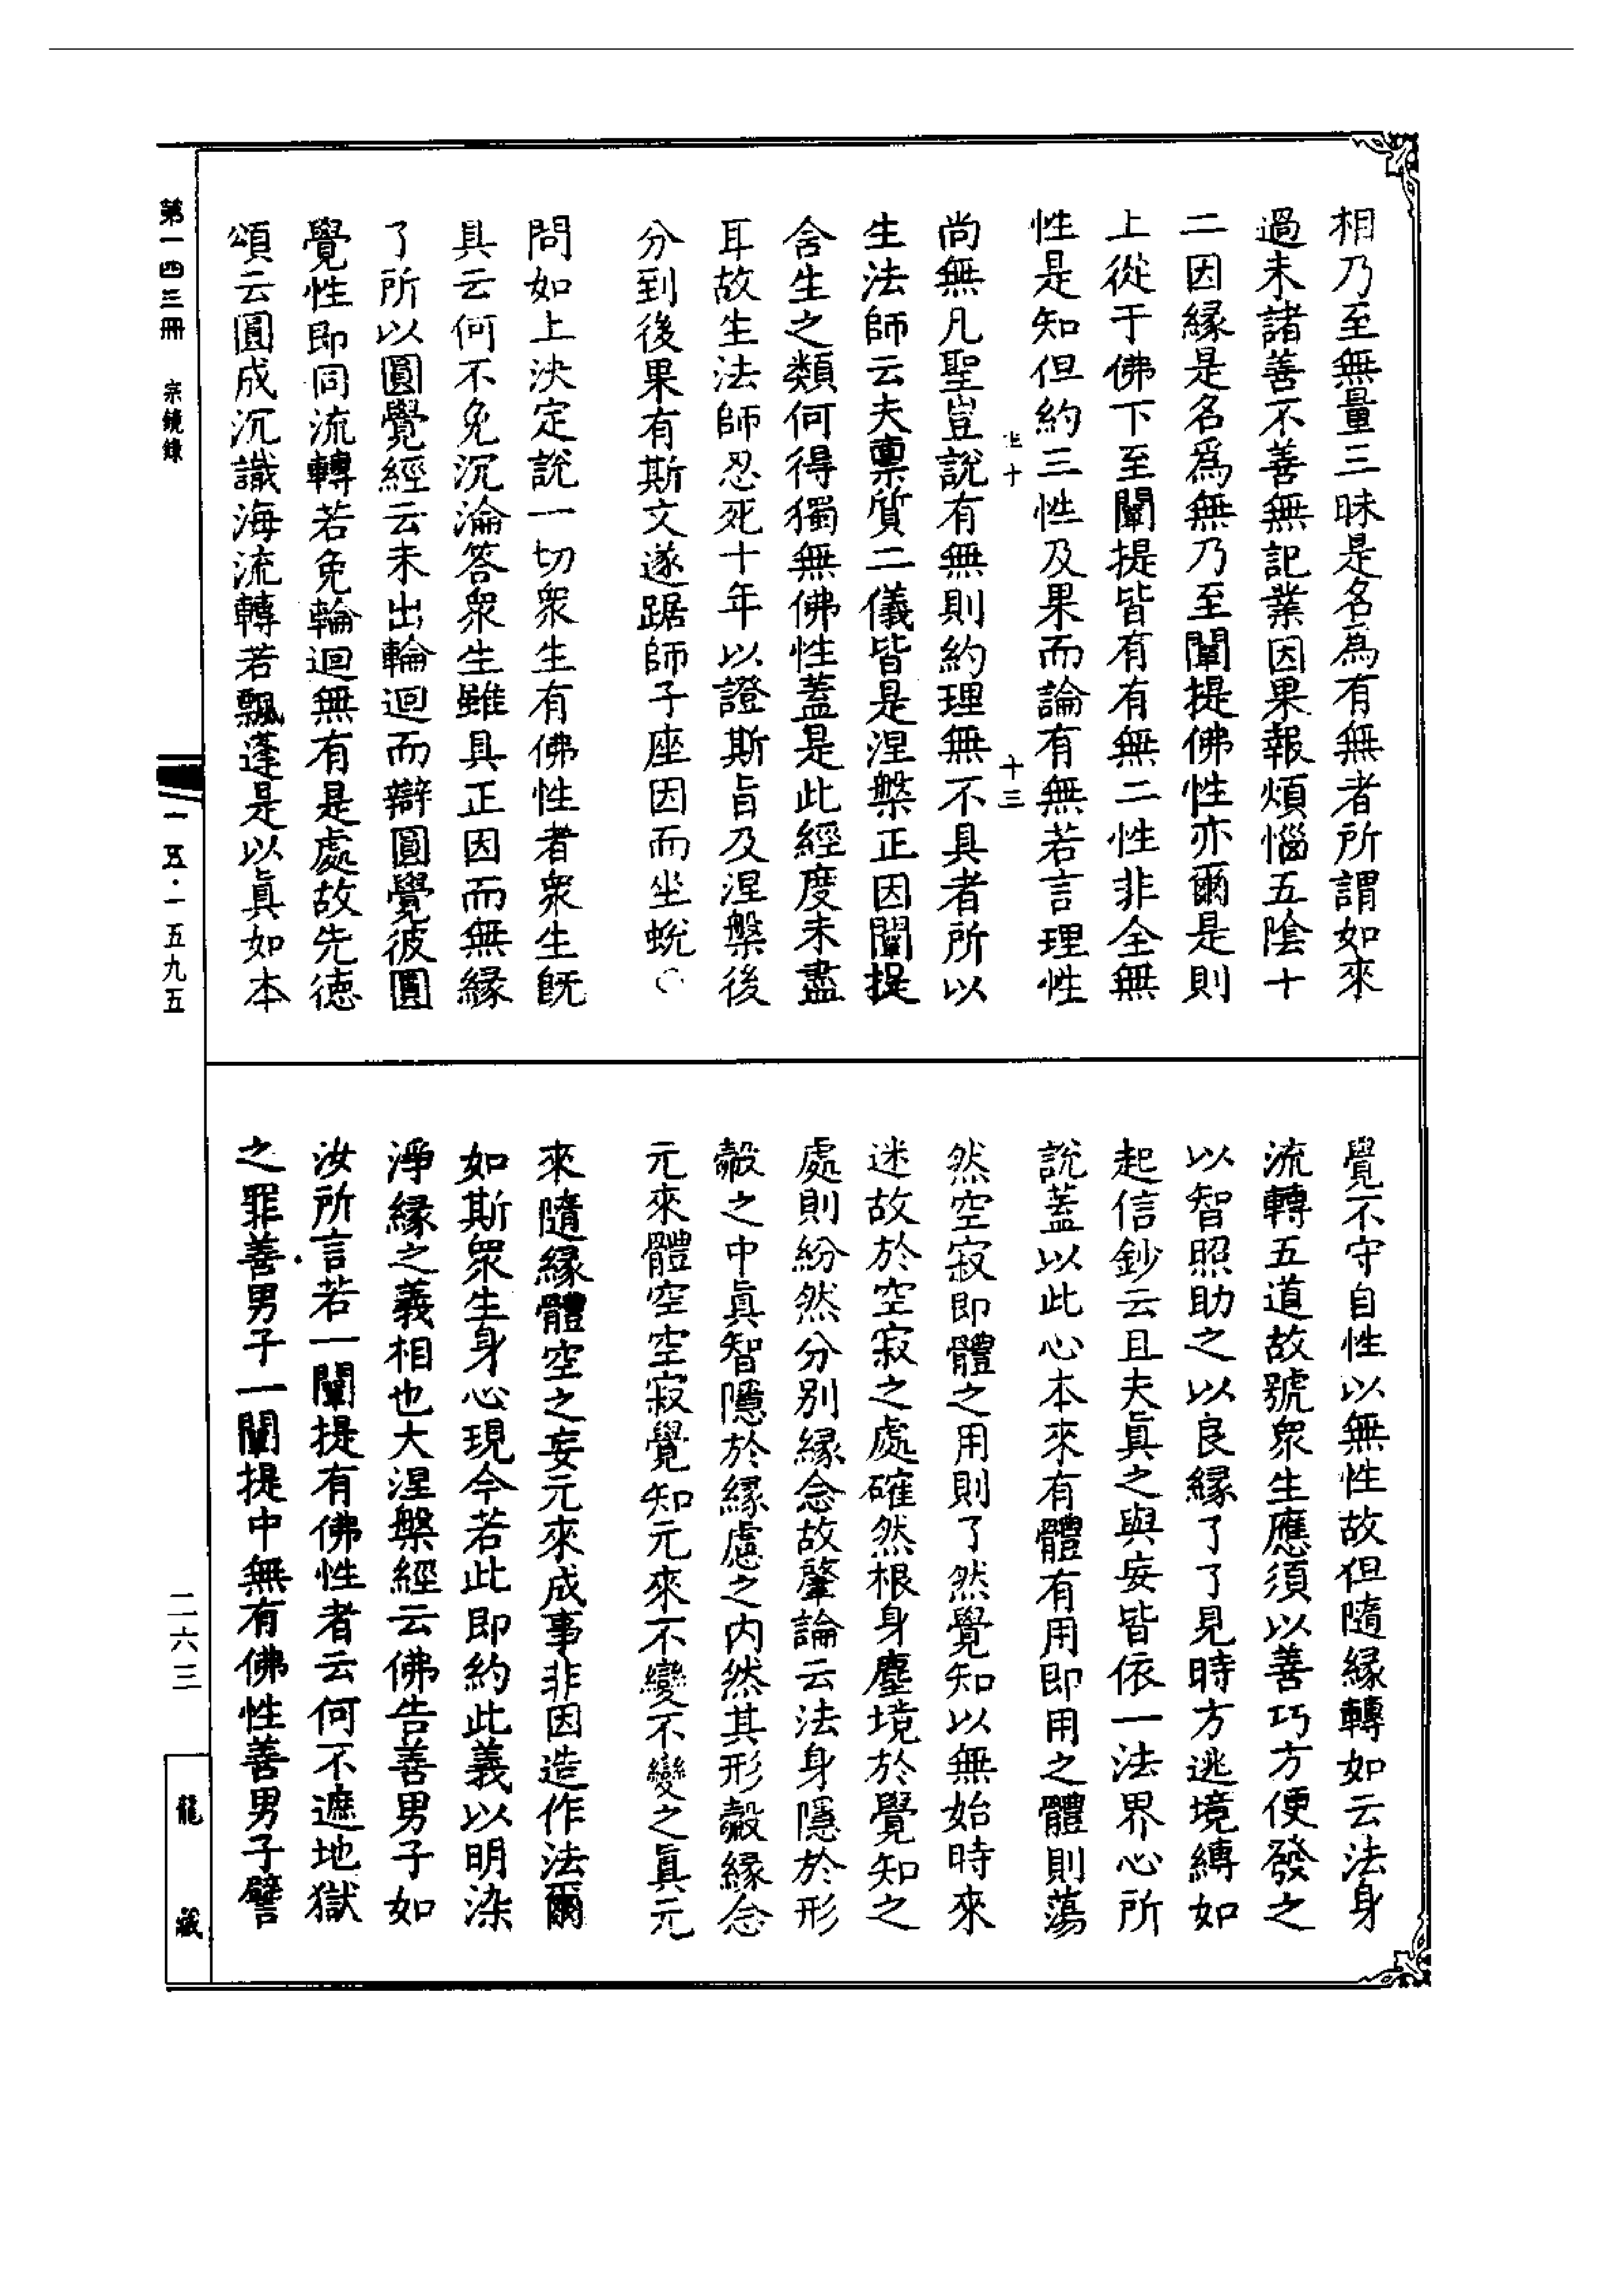 相乃至無量三昧是名爲有無者所謂如來
過未諸善不善無記業因果報煩惱五陰十
二因緣是名爲無乃至闡提佛性亦爾是則
上從于佛下至闡提皆有有無二性非全無
性是知但約三性及果而論有無若言理性
十三
尚無凡聖豈說有無則約理無不具者所以
生法師云夫禀質二儀皆是涅槃正因闡提
含生之類何得獨無佛性蓋是此經度未盡
耳故生法師忍死十年以證斯旨及涅槃後
分到後果有斯文遂踞師子座因而坐蛻○
問如上決定說一切衆生有佛性者衆生旣
具云何不免沉淪答衆生雖具正因而無緣
了所以圓覺經云未出輪迴而辯圓覺彼圓
覺性即同流轉若免輪迴無有是處故先德
頌云圓成沉識海流轉若飄蓬是以眞如本
覺不守自性以無性故但隨緣轉如云法身
流轉五道故號衆生應須以善巧方便發之
以智照助之以良緣了了見時方逃境縛如
起信鈔云且夫眞之與妄皆依一法界心所
說蓋以此心本來有體有用即用之體則蕩
然空寂即體之用則了然覺知以無始時來
迷故於空寂之處確然根身塵境於覺知之
處則紛然分別緣念故肇論云法身隱於形
殼之中眞智隱於緣慮之內然其形殼緣念
元來體空空寂覺知元來不變不變之眞元
來隨緣體空之妄元來成事非因造作法爾
如斯衆生身心現今若此即約此義以明染
淨緣之義相也大涅槃經云佛告善男子如
汝所言若一闡提有佛性者云何不遮地獄
之罪善男子一闡提中無有佛性善男子譬
第一四三冊 宗鏡錄
一五·一五九五
二六三
龍藏